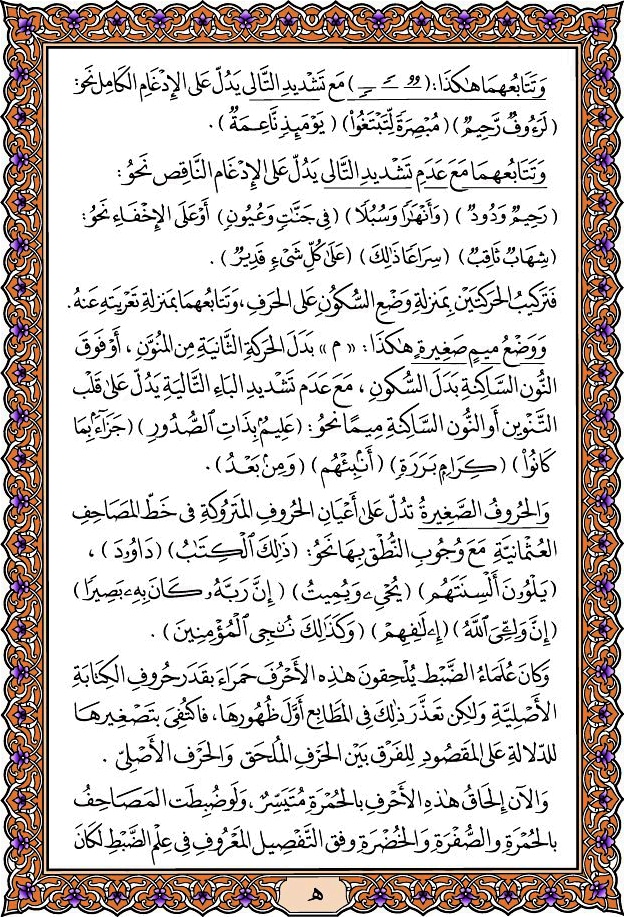 وَتَتَابُعُهُمَا هَٰكَذَا: ( ـٌـ ـًـ ـٍـ ) مَعَ تَشْدِيدِ التَّالِى يَدُلُّ عَلَى الإِدْغَامِ الكَامِلِ نَحْوُ:
(لَرَءُوفٌ رَّحِيمٌ) (مُبْصِرَةً لِّتَبْتَغُوا۟) (يَوْمَئِذٍ نَّاعِمَةٌ) .
وَتَتَابُعُهُمَا مَعَ عَدَمِ تَشْدِيدِ التَّالِى يَدُلُّ عَلَى الإِدْغَامِ النَّاقِصِ نَحْوُ:
(رَحِيمٌ وَدُودٌ) (وَأَنْهَٰرًا وَسُبُلًا) (فِى جَنَّٰتٍ وَعُيُونٍ) أَوْ عَلَى الإِخْفَاءِ نَحْوُ:
(شِهَابٌ ثَاقِبٌ) (سِرَاعًا ذَٰلِكَ) (عَلَىٰ كُلِّ شَىْءٍ قَدِيرٌ) .
فَتَرْكِيبُ الحَرَكَتَيْنِ بِمَنزِلَةِ وَضْعِ السُّكُونِ عَلَى الحَرْفِ، وَتَتَابُعُهُمَا بِمَنزِلَةِ تَعْرِيَتِهِ عَنهُ.
وَوَضْعُ مِيمٍ صَغِيرَةٍ هَٰكَذَا: « م » بَدَلَ الحَرَكَةِ الثَّانِيَةِ مِنَ المُنَوَّنِ ، أَوْ فَوْقَ
النُّونِ السَّاكِنَةِ بَدَلَ السُّكُونِ ، مَعَ عَدَمِ تَشْدِيدِ البَاءِ التَّالِيَةِ يَدُلُّ عَلَىٰ قَلْبِ
التَّنْوِينِ أَوِ النُّونِ السَّاكِنَةِ مِيمًا نَحْوُ: (عَلِيمُۢ بِذَاتِ ٱلصُّدُورِ) (جَزَآءَۢ بِمَا
كَانُوا۟) (كِرَامِۭ بَرَرَةٍ) (أَنۢبِئْهُم) (وَمِنۢ بَعْدُ) .
وَالحُرُوفُ الصَّغِيرَةُ تَدُلُّ عَلَىٰ أَعْيَانِ الحُرُوفِ المَتْرُوكَةِ فِى خَطِّ المَصَاحِفِ
العُثْمَانِيَّةِ مَعَ وُجُوبِ النُّطْقِ بِهَا نَحْوُ: (ذَٰلِكَ ٱلْكِتَٰبُ) (دَاوُۥدَ) ،
(يَلْوُۥنَ أَلْسِنَتَهُم) (يُحْىِۦ وَيُمِيتُ) (إِنَّ رَبَّهُۥ كَانَ بِهِۦ بَصِيرًا)
(إِنَّ وَلِـِّۧىَ ٱللَّهُ) (إِۦلَٰفِهِمْ) (وَكَذَٰلِكَ نُـۨجِى ٱلْمُؤْمِنِينَ) .
وَكَانَ عُلَمَاءُ الضَّبْطِ يُلْحِقُونَ هَٰذِهِ الأَحْرُفَ حَمْرَاءَ بِقَدَرِ حُرُوفِ الكِتَابَةِ
الأَصْلِيَّةِ وَلَٰكِن تَعَذَّرَ ذَٰلِكَ فِى المَطَابِعِ أَوَّلَ ظُهُورِهَا، فَاكْتُفِىَ بِتَصْغِيرِهَا
لِلدِّلَالَةِ عَلَى المَقْصُودِ لِلفَرْقِ بَيْنَ الحَرْفِ المُلْحَقِ وَالحَرْفِ الأَصْلِىِّ .
وَالآنَ إِلْحَاقُ هَٰذِهِ الأَحْرُفِ بِالحُمْرَةِ مُتَيَسِّرٌ ، وَلَوْ ضُبِطَتِ المَصَاحِفُ
بِالحُمْرَةِ وَالصُّفْرَةِ وَالخُضْرَةِ وَفْقَ التَّفْصِيلِ المَعْرُوفِ فِى عِلْمِ الضَّبْطِ لَكَانَ
ه